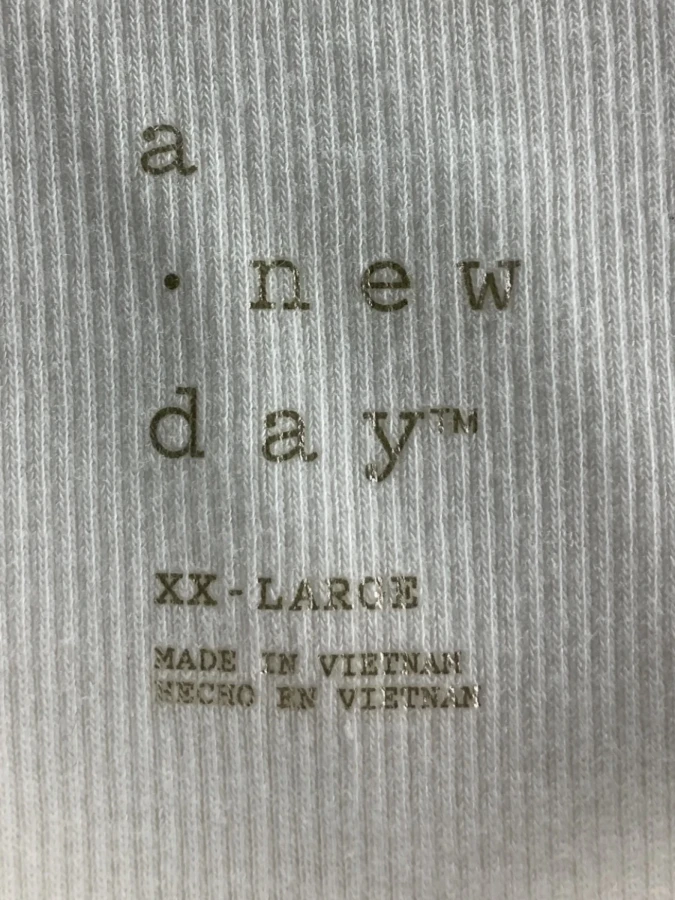 a
· new
day™
XX-LARGE
MADE IN VIETNAM
HECHO EN VIETNAM